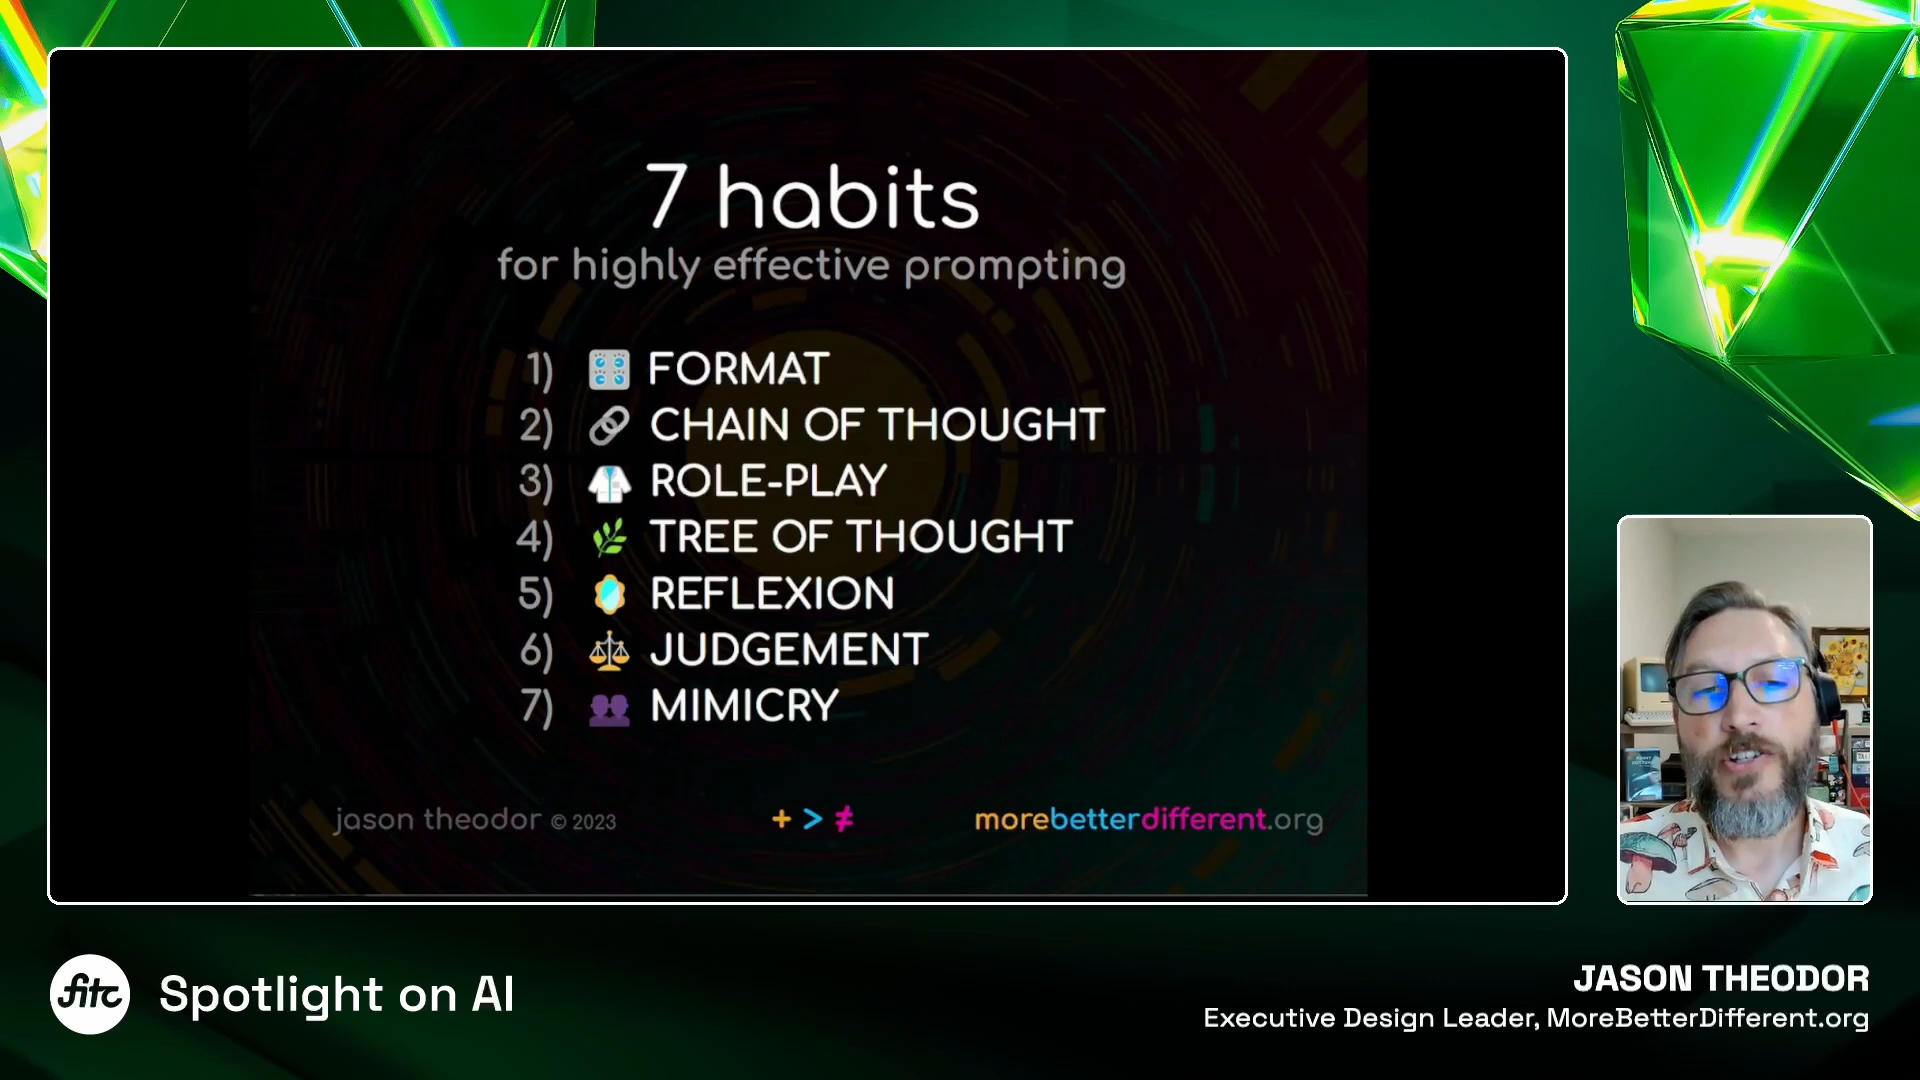 7 habits
for highly effective prompting
1) FORMAT
2) CHAIN OF THOUGHT
3) ROLE-PLAY
4) TREE OF THOUGHT
5) REFLEXION
6) JUDGEMENT
7) MIMICRY
jason theodor © 2023
+ > ≠
morebetterdifferent.org
fitc
Spotlight on AI
JASON THEODOR
Executive Design Leader, MoreBetterDifferent.org